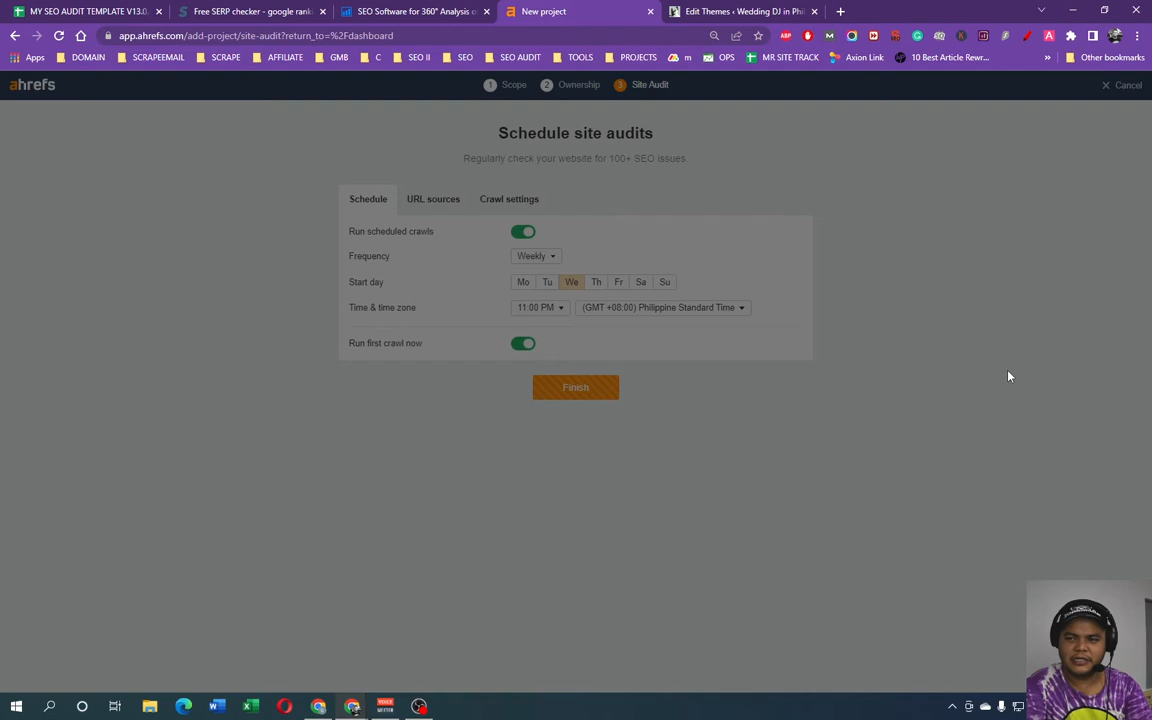 MY SEO AUDIT TEMPLATE V13.0.
Free SERP checker - google ranki
SEO Software for 360° Analysis o
New project
Edit Themes ‹ Wedding DJ in Phi
app.ahrefs.com/add-project/site-audit?return_to=%2Fdashboard
Apps
DOMAIN
SCRAPEEMAIL
SCRAPE
AFFILIATE
GMB
C
SEO II
SEO
SEO AUDIT
TOOLS
PROJECTS
m
OPS
MR SITE TRACK
Axion Link
10 Best Article Rewr...
Other bookmarks
ahrefs
1 Scope
2 Ownership
3 Site Audit
Cancel
Schedule site audits
Regularly check your website for 100+ SEO issues.
Schedule
URL sources
Crawl settings
Run scheduled crawls
Frequency
Weekly
Start day
Mo Tu We Th Fr Sa Su
Time & time zone
11:00 PM
(GMT +08:00) Philippine Standard Time
Run first crawl now
Finish